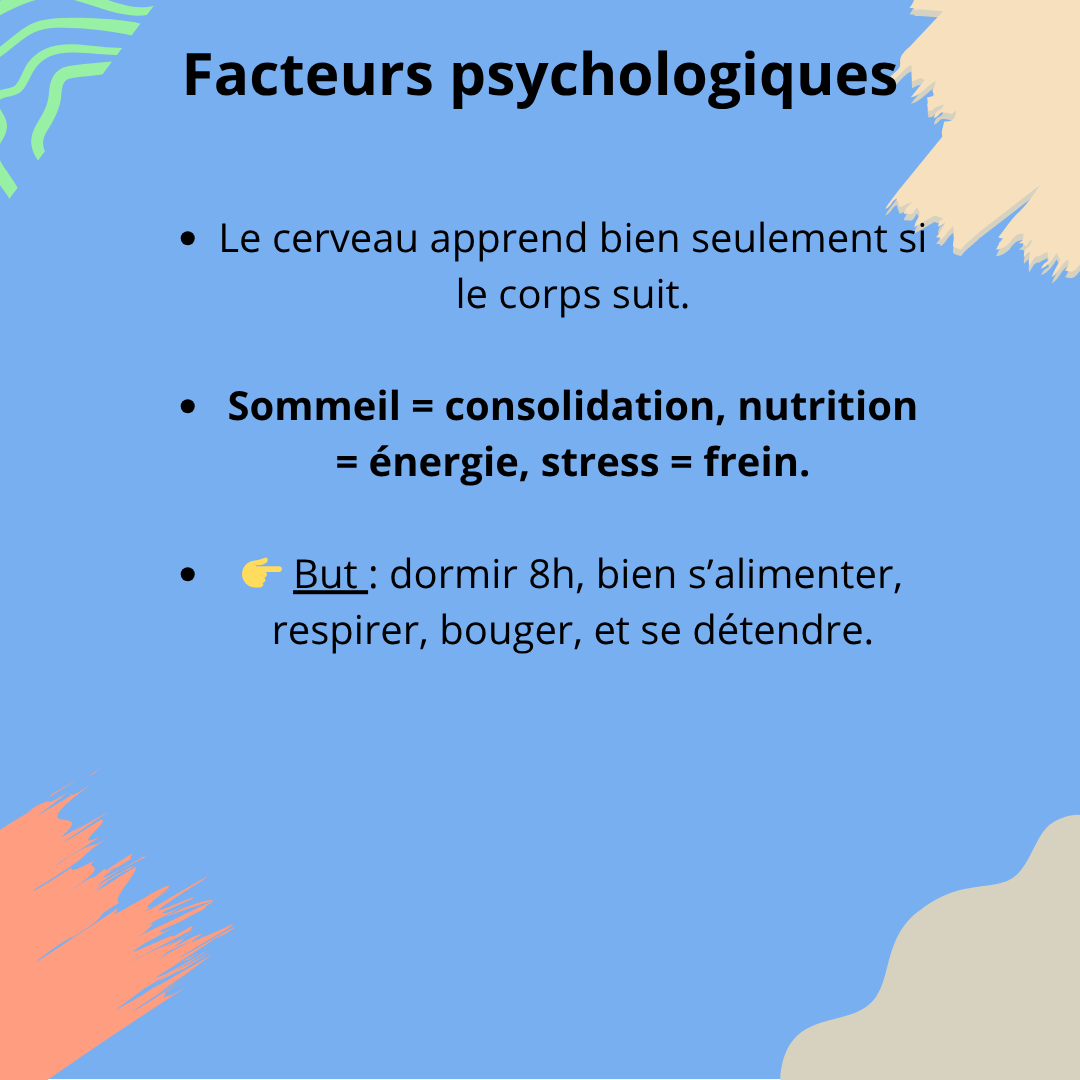 Facteurs psychologiques
• Le cerveau apprend bien seulement si
le corps suit.
• Sommeil = consolidation, nutrition
= énergie, stress = frein.
• 👉 But : dormir 8h, bien s’alimenter,
respirer, bouger, et se détendre.